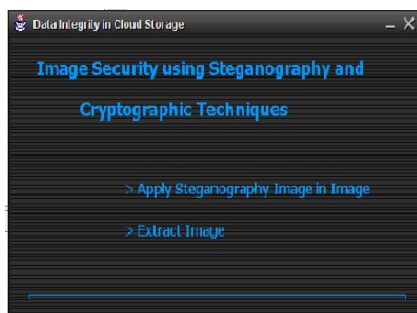 Data Integrity in Cloud Storage
Image Security using Steganography and
Cryptographic Techniques
> Apply Steganography Image in Image
> Extract Image